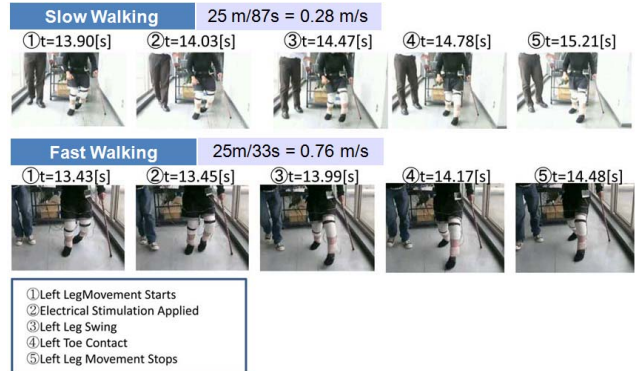 Slow Walking 25 m/87s = 0.28 m/s
①t=13.90[s] ②t=14.03[s] ③t=14.47[s] ④t=14.78[s] ⑤t=15.21[s]
Fast Walking 25m/33s = 0.76 m/s
①t=13.43[s] ②t=13.45[s] ③t=13.99[s] ④t=14.17[s] ⑤t=14.48[s]
①Left LegMovement Starts
②Electrical Stimulation Applied
③Left Leg Swing
④Left Toe Contact
⑤Left Leg Movement Stops